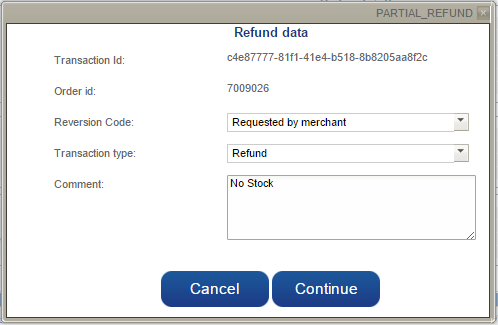 PARTIAL_REFUND
Refund data
Transaction Id: c4e87777-81f1-41e4-b518-8b8205aa8f2c
Order id: 7009026
Reversion Code: Requested by merchant
Transaction type: Refund
Comment: No Stock
Cancel Continue